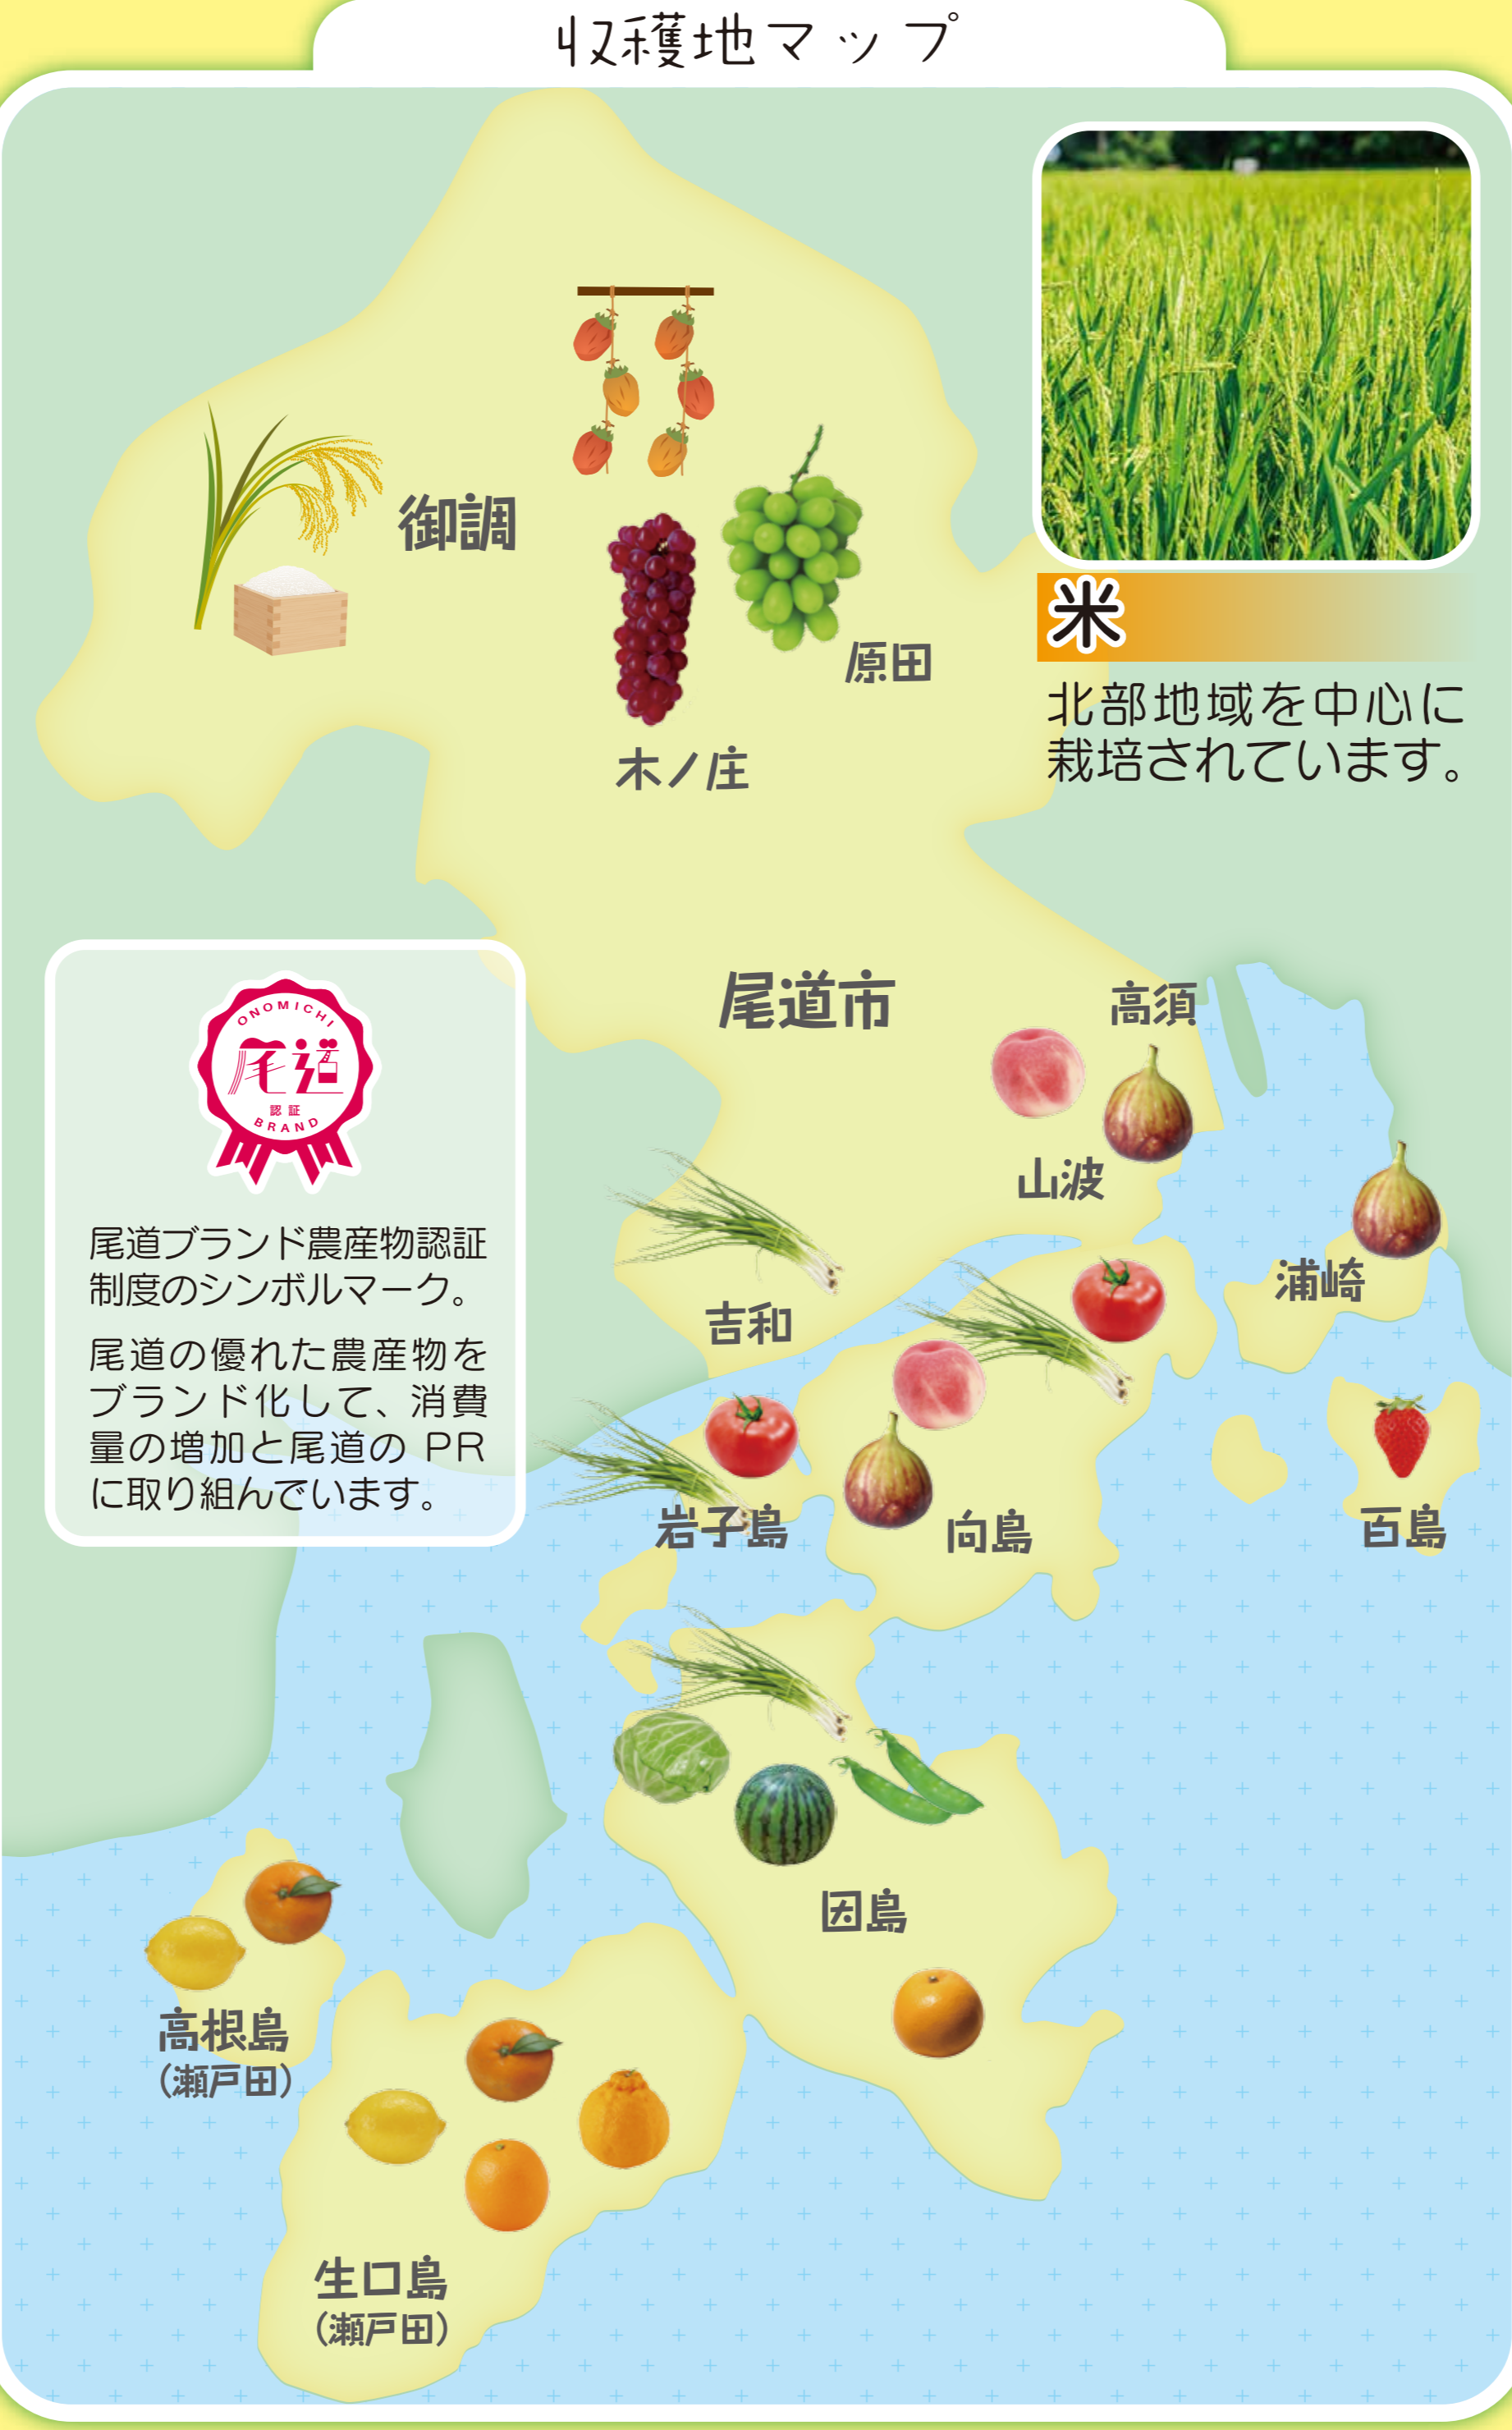 収穫地マップ
御調
原田
木ノ庄
米
北部地域を中心に
栽培されています。
尾道市
高須
山波
ONOMICHI
尾道
認証
BRAND
尾道ブランド農産物認証
制度のシンボルマーク。
尾道の優れた農産物を
ブランド化して、消費
量の増加と尾道の PR
に取り組んでいます。
吉和
浦崎
岩子島
向島
百島
因島
高根島
（瀬戸田）
生口島
（瀬戸田）